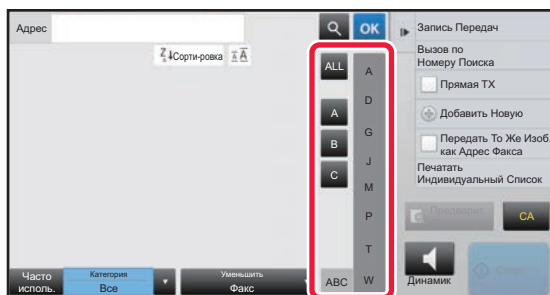 Адрес
OK
Сорти-ровка
ALL
A
B
C
ABC
A
D
G
J
M
P
T
W
Запись Передач
Вызов по
Номеру Поиска
Прямая TX
Добавить Новую
Передать То Же Изоб.
как Адрес Факса
Печатать
Индивидуальный Список
CA
Динамик
Часто
исполь.
Категория
Все
Уменьшить
Факс